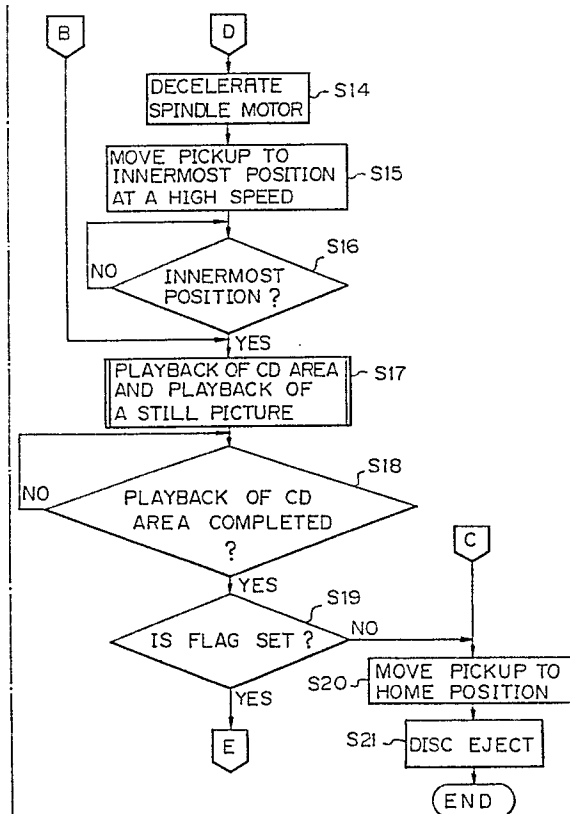 B
D
DECELERATE
SPINDLE MOTOR
S14
MOVE PICKUP TO
INNERMOST POSITION
AT A HIGH SPEED
S15
S16
NO
INNERMOST
POSITION ?
YES
PLAYBACK OF CD AREA
AND PLAYBACK OF
A STILL PICTURE
S17
S18
NO
PLAYBACK OF CD
AREA COMPLETED
?
C
YES
S19
IS FLAG SET ?
NO
S20
MOVE PICKUP TO
HOME POSITION
YES
E
S21
DISC EJECT
END